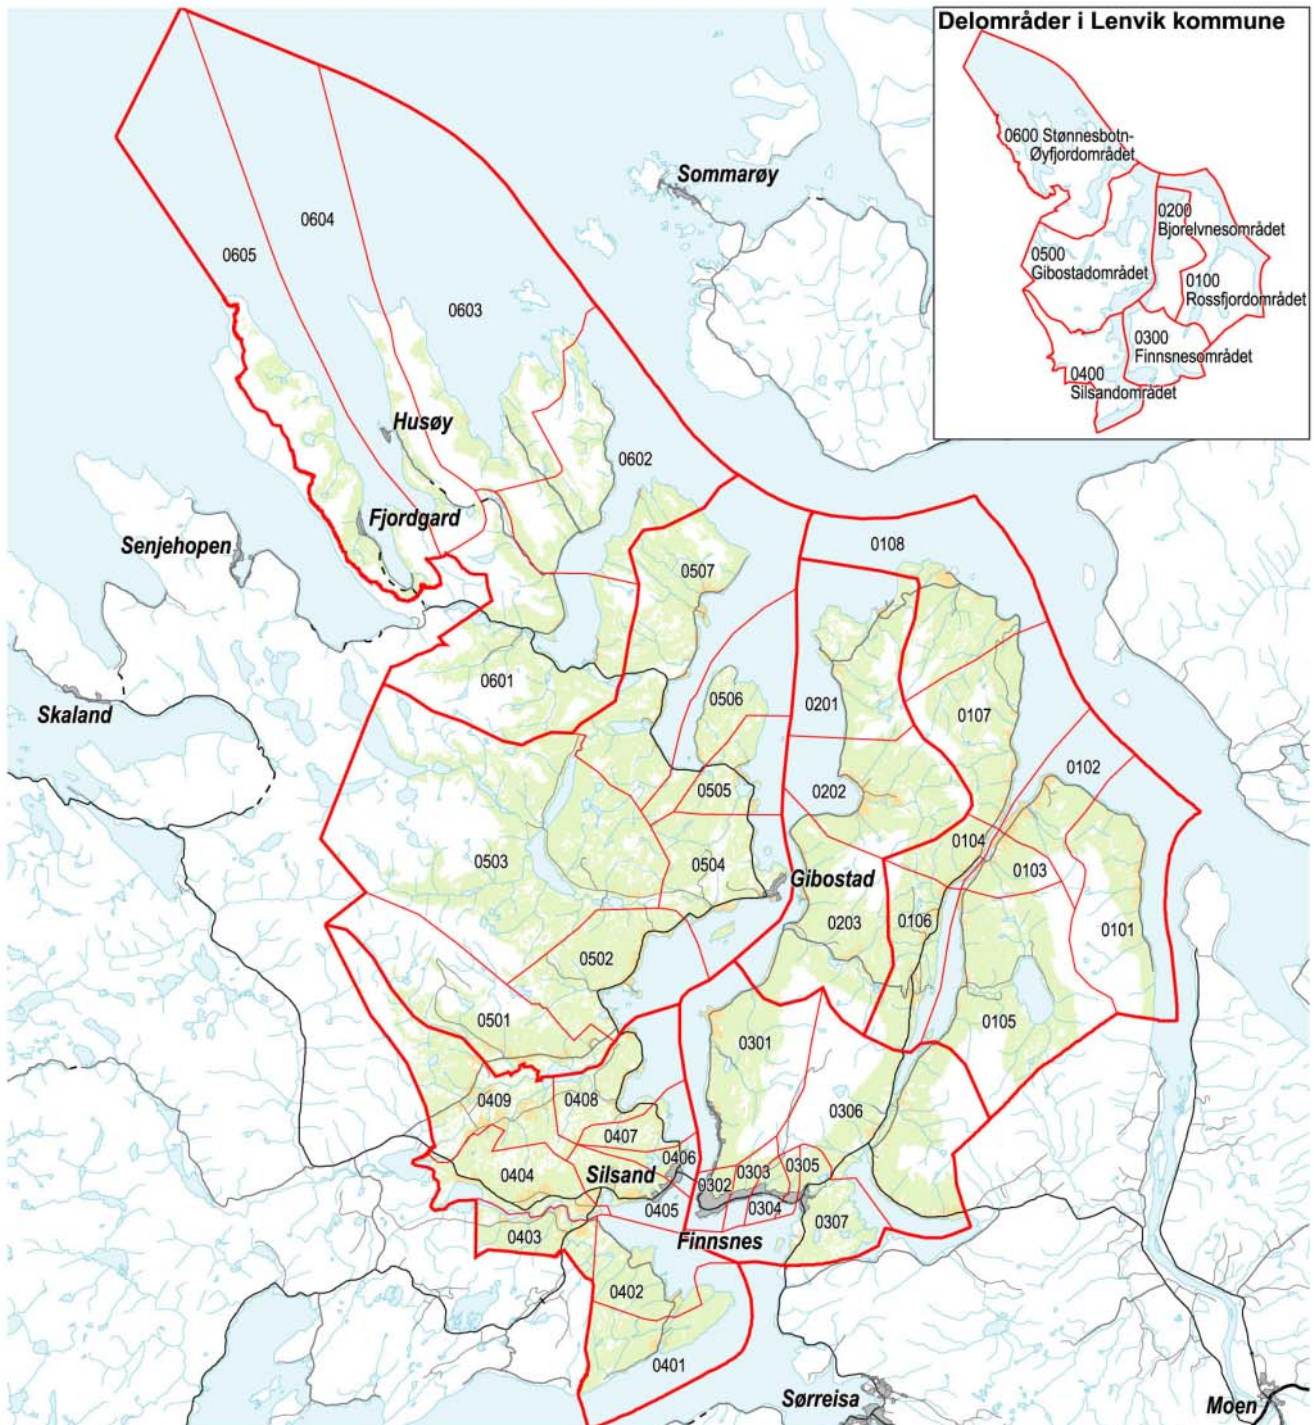 Delområder i Lenvik kommune
0600 Stønnesbotn-
Øyfjordområdet
0200
Bjorelvnesområdet
0500
Gibostadområdet
0100
Rossfjordområdet
0300
Finnsnesområdet
0400
Silsandområdet
Sommarøy
0604
0605
0603
Husøy
0602
Fjordgard
Senjehopen
0108
0507
0601
0506
0201
0107
Skaland
0102
0505
0202
0104
0503
0504
0103
Gibostad
0203
0106
0101
0502
0501
0105
0301
0409
0408
0306
0407
0406
0404
Silsand
0302
0303
0305
0405
0304
0307
0403
Finnsnes
0402
0401
Sørreisa
Moen